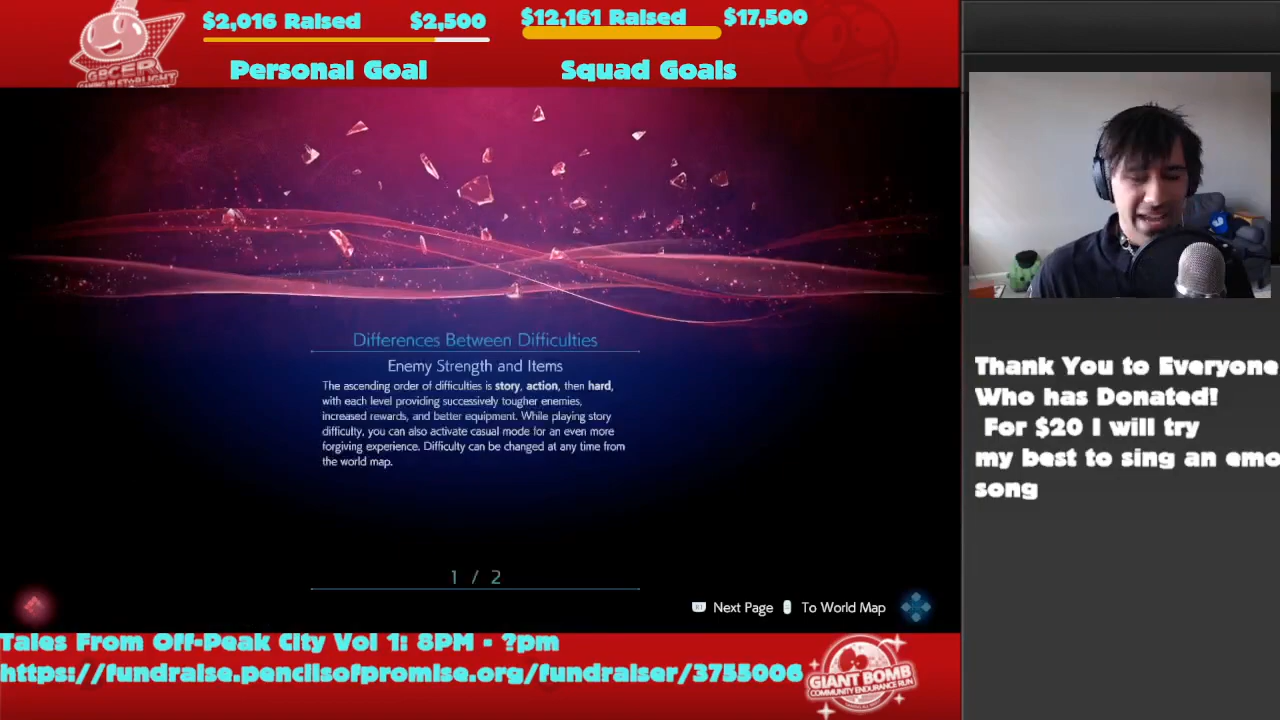 $2,016 Raised $2,500
$12,161 Raised $17,500
Personal Goal
Squad Goals
GBCER
GAMING IN STARLIGHT
Differences Between Difficulties
Enemy Strength and Items
The ascending order of difficulties is story, action, then hard,
with each level providing successively tougher enemies,
increased rewards, and better equipment. While playing story
difficulty, you can also activate casual mode for an even more
forgiving experience. Difficulty can be changed at any time from
the world map.
1 / 2
Next Page To World Map
Thank You to Everyone
Who has Donated!
For $20 I will try
my best to sing an emo
song
Tales From Off-Peak City Vol 1: 8PM - ?pm
https://fundraise.pencilsofpromise.org/fundraiser/3755006
GIANT BOMB
COMMUNITY ENDURANCE RUN